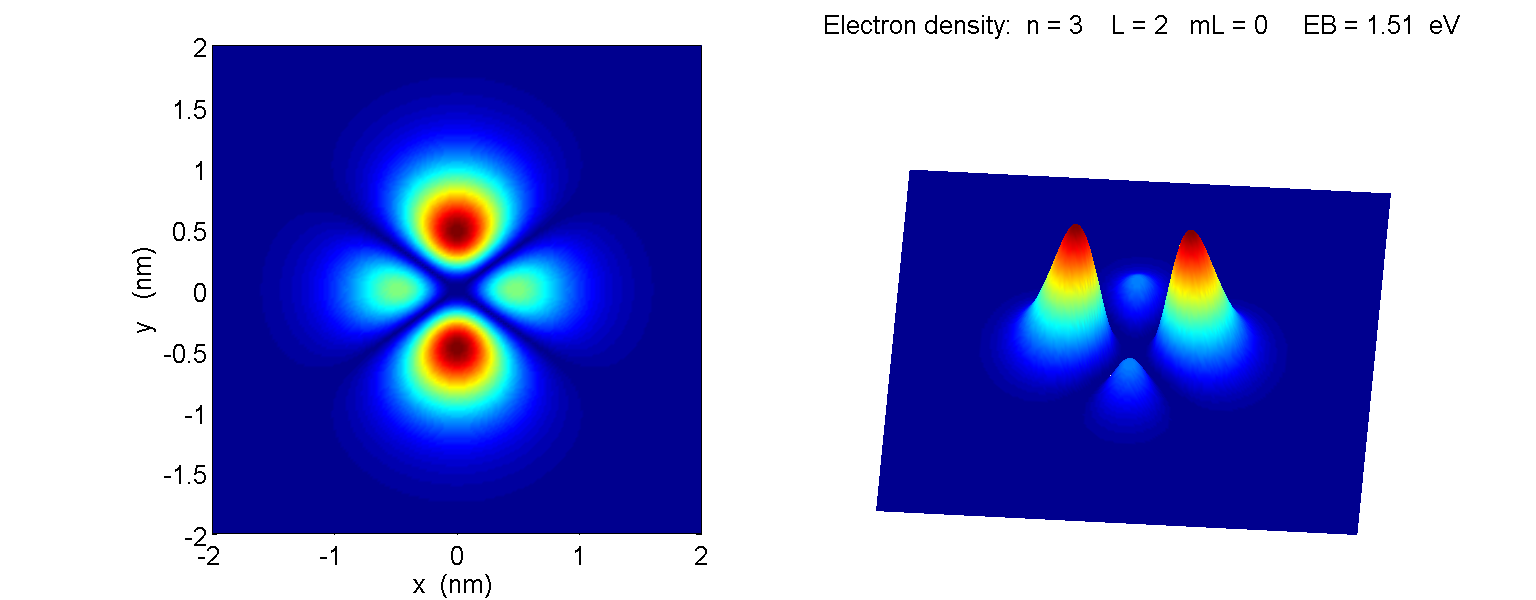 Electron density: n = 3 L = 2 mL = 0 EB = 1.51 eV
2
1.5
1
0.5
0
-0.5
-1
-1.5
-2
y (nm)
-2 -1 0 1 2
x (nm)